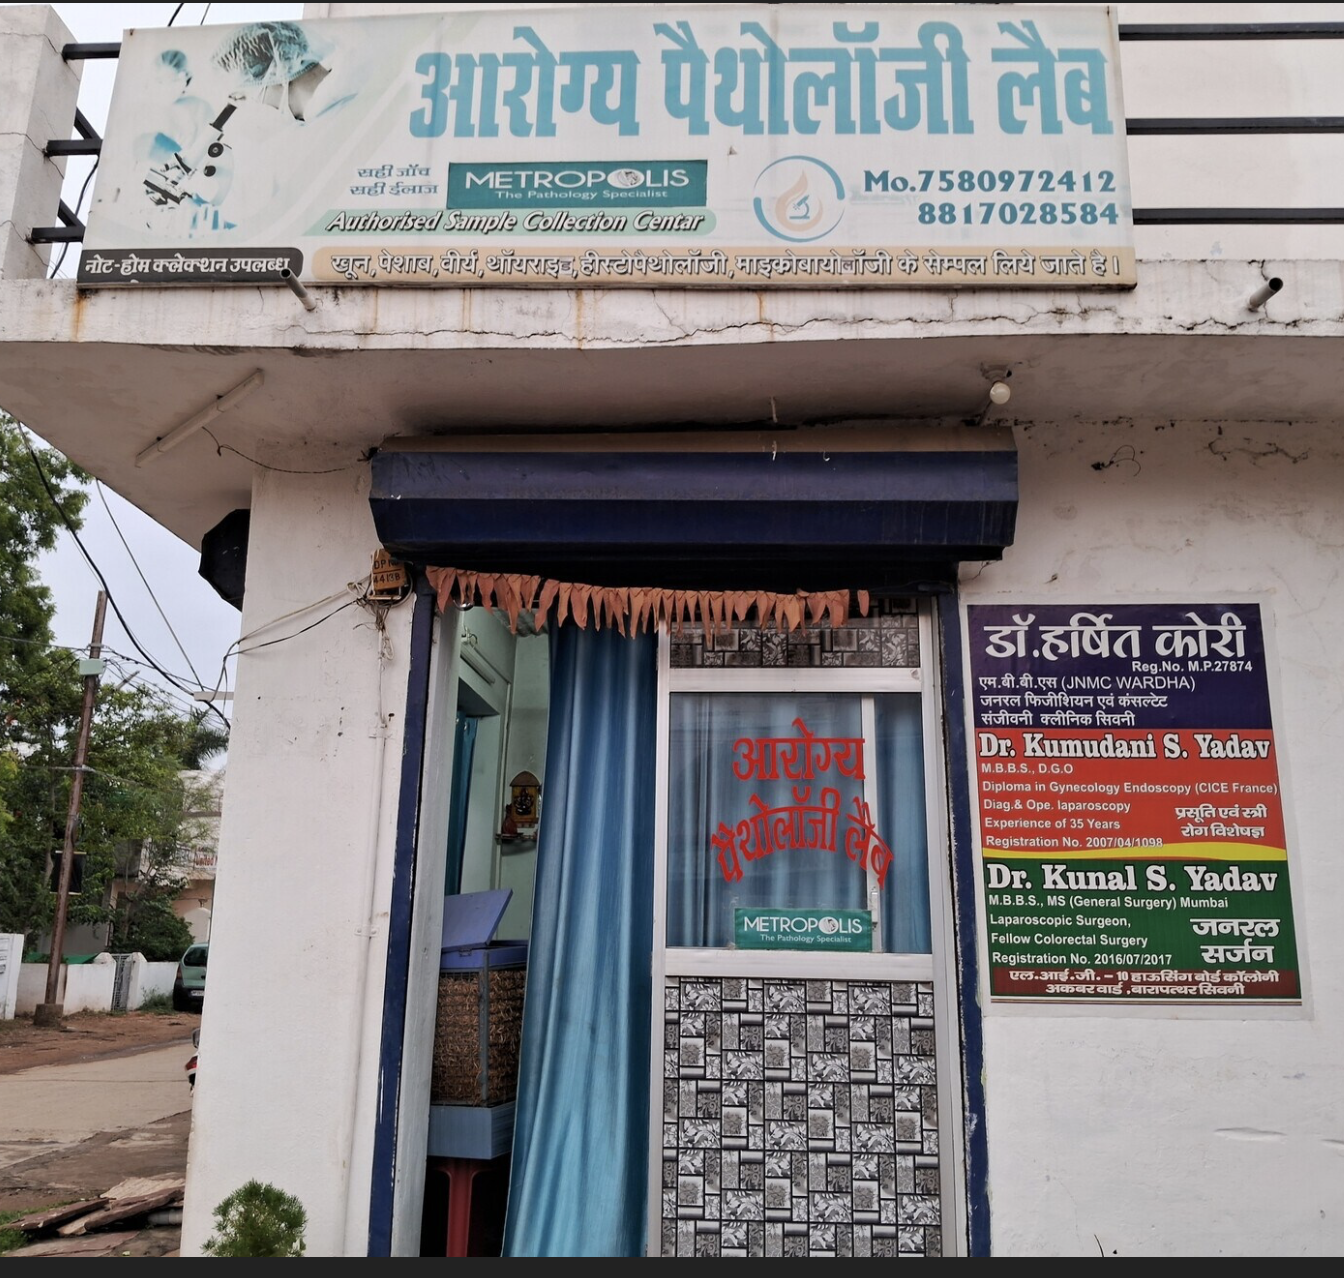 आरोग्य पैथोलॉजी लैब
सही जाँच
सही ईलाज
METROPOLIS
The Pathology Specialist
Authorised Sample Collection Centar
Mo.7580972412
8817028584
नोट-होम क्लेक्शन उपलब्ध
खून,पेशाब,वीर्य,थॉयराइड,हीस्टोपैथोलॉजी,माइकोबायोलॉजी के सेम्पल लिये जाते है।
आरोग्य
पैथोलॉजी लैब
METROPOLIS
The Pathology Specialist
डॉ.हर्षित कोरी
Reg.No. M.P.27874
एम.बी.बी.एस (JNMC WARDHA)
जनरल फिजीशियन एवं कंसल्टेट
संजीवनी क्लीनिक सिवनी
Dr. Kumudani S. Yadav
M.B.B.S., D.G.O
Diploma in Gynecology Endoscopy (CICE France)
Diag.& Ope. laparoscopy
Experience of 35 Years
प्रसूति एवं स्त्री
रोग विशेषज्ञ
Registration No. 2007/04/1098
Dr. Kunal S. Yadav
M.B.B.S., MS (General Surgery) Mumbai
Laparoscopic Surgeon,
Fellow Colorectal Surgery
जनरल
सर्जन
Registration No. 2016/07/2017
एल.आई.जी. – 10 हाऊसिंग बोर्ड कॉलोनी
अकबर वार्ड ,बारापत्थर सिवनी